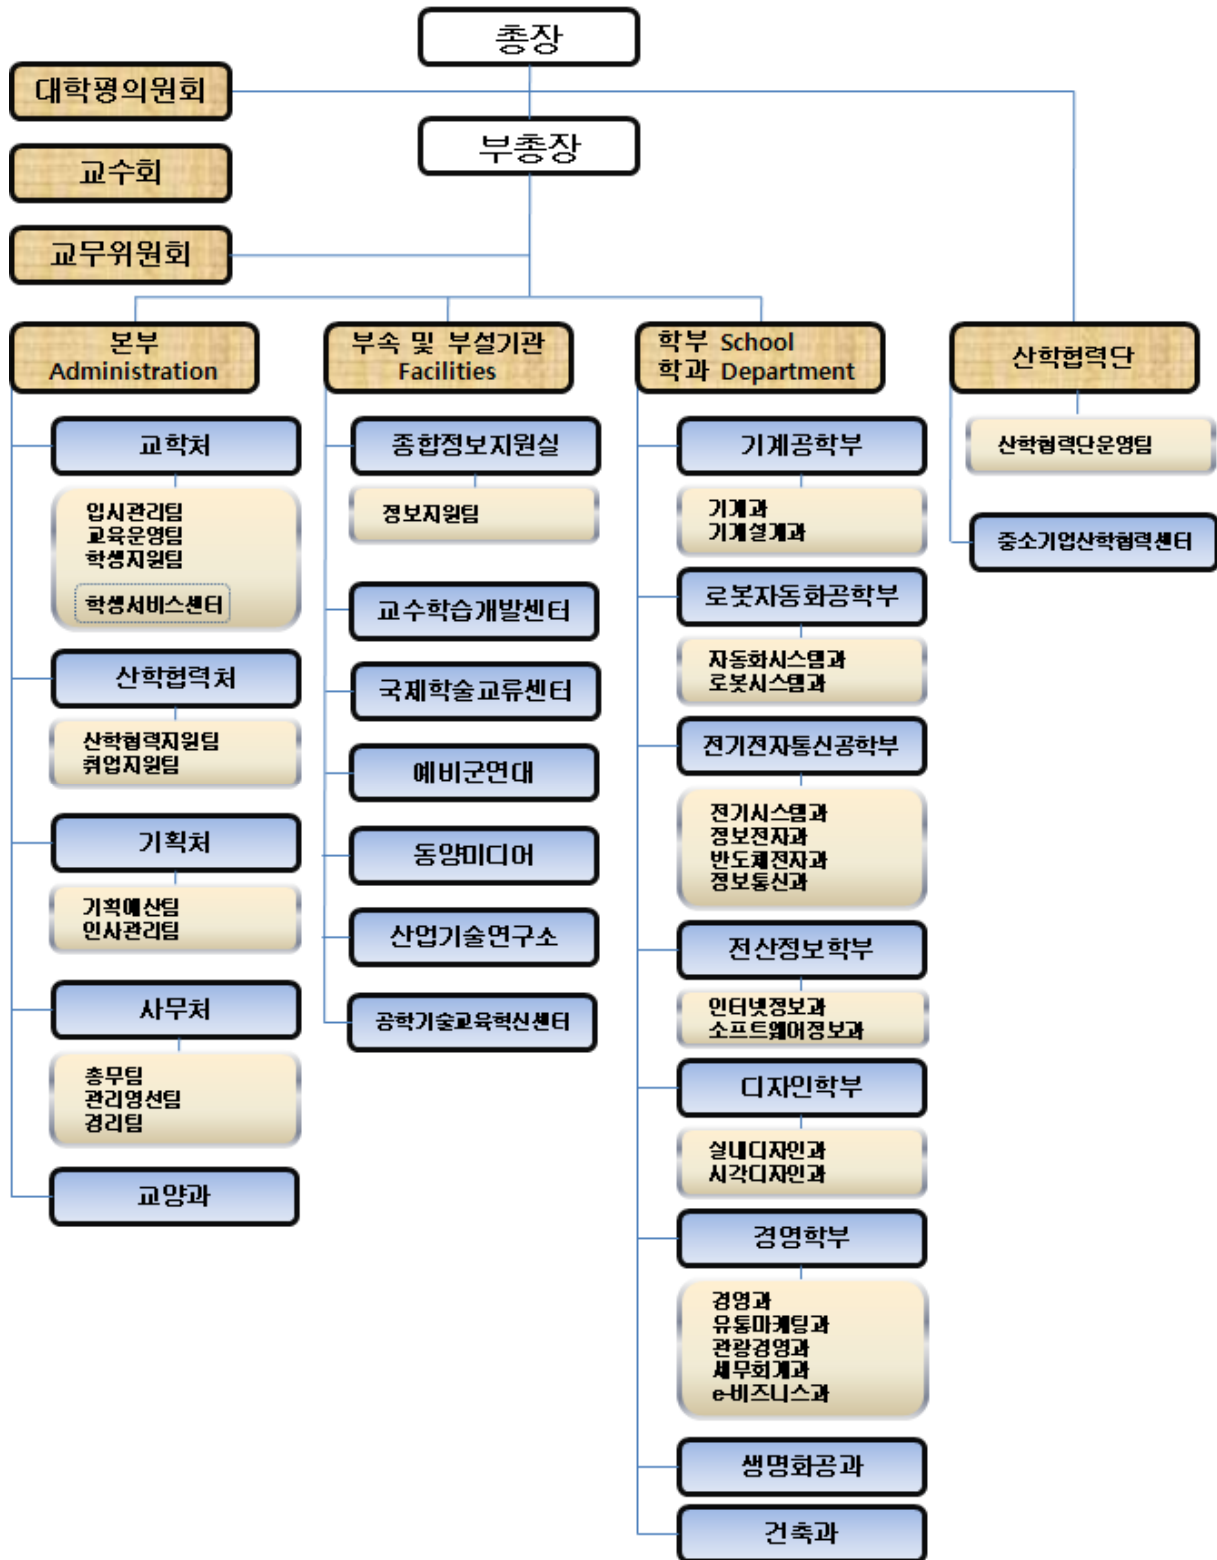 총장
대학평의원회
부총장
교수회
교무위원회
본부
Administration
교학처
입시관리팀
교육운영팀
학생지원팀
학생서비스센터
산학협력처
산학협력지원팀
취업지원팀
기획처
기획예산팀
인사관리팀
사무처
총무팀
관리영선팀
경리팀
교양과
부속 및 부설기관
Facilities
종합정보지원실
정보지원팀
교수학습개발센터
국제학술교류센터
예비군연대
동양미디어
산업기술연구소
공학기술교육혁신센터
학부 School
학과 Department
기계공학부
기계과
기계설계과
로봇자동화공학부
자동화시스템과
로봇시스템과
전기전자통신공학부
전기시스템과
정보전자과
반도체전자과
정보통신과
전산정보학부
인터넷정보과
소프트웨어정보과
디자인학부
실내디자인과
시각디자인과
경영학부
경영과
유통마케팅과
관광경영과
세무회계과
e-비즈니스과
생명화공과
건축과
산학협력단
산학협력단운영팀
중소기업산학협력센터